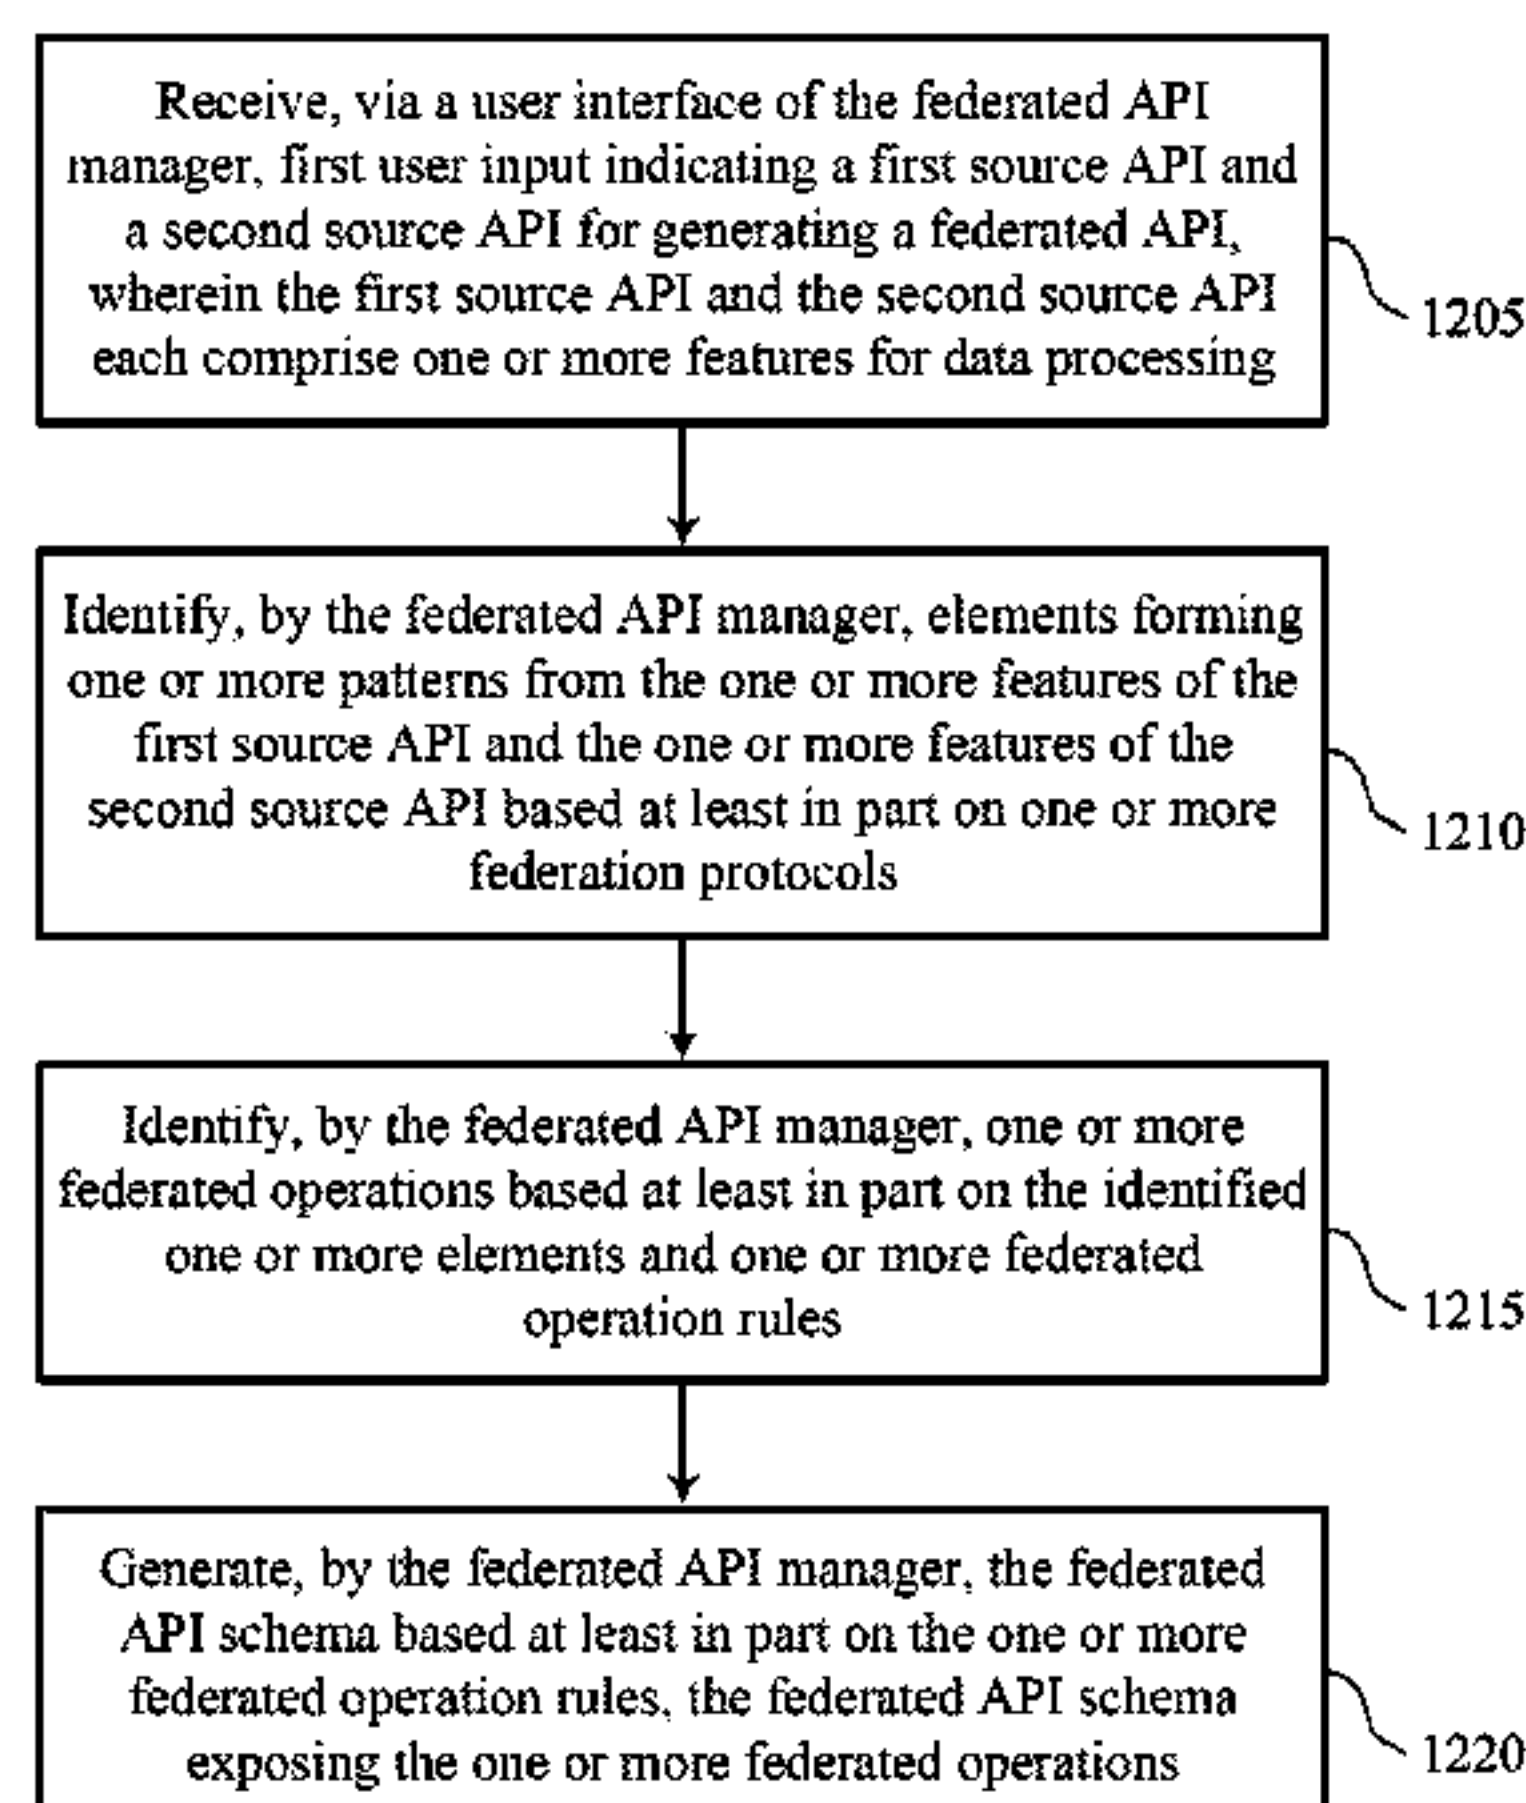 Receive, via a user interface of the federated API
manager, first user input indicating a first source API and
a second source API for generating a federated API,
wherein the first source API and the second source API
each comprise one or more features for data processing
1205
Identify, by the federated API manager, elements forming
one or more patterns from the one or more features of the
first source API and the one or more features of the
second source API based at least in part on one or more
federation protocols
1210
Identify, by the federated API manager, one or more
federated operations based at least in part on the identified
one or more elements and one or more federated
operation rules
1215
Generate, by the federated API manager, the federated
API schema based at least in part on the one or more
federated operation rules, the federated API schema
exposing the one or more federated operations
1220